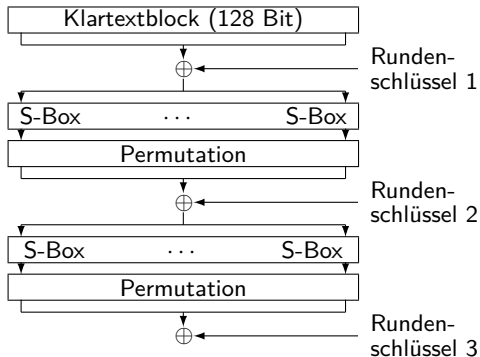 Klartextblock (128 Bit)
Runden-
schlüssel 1
S-Box ... S-Box
Permutation
Runden-
schlüssel 2
S-Box ... S-Box
Permutation
Runden-
schlüssel 3